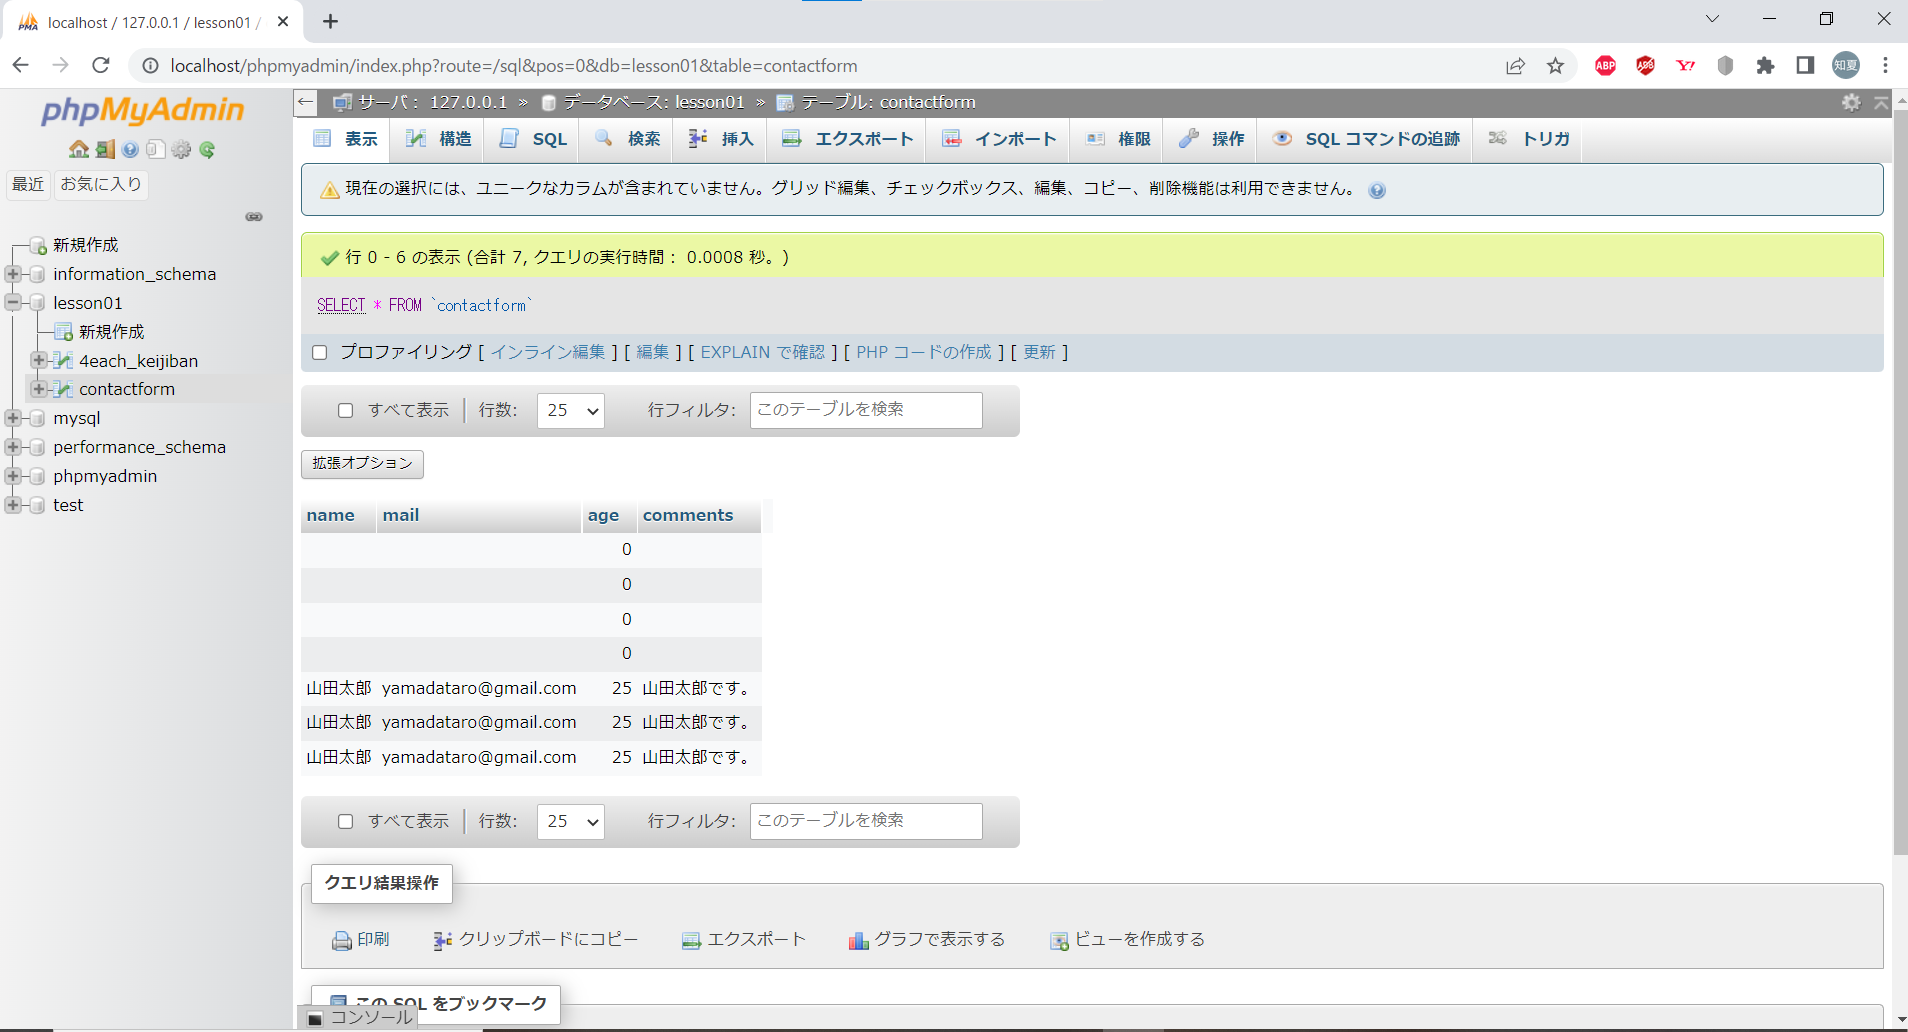 localhost / 127.0.0.1 / lesson01 /
localhost/phpmyadmin/index.php?route=/sql&pos=0&db=lesson01&table=contactform
ABP
Y!
知夏
phpMyAdmin
最近 お気に入り
新規作成
information_schema
lesson01
新規作成
4each_keijiban
contactform
mysql
performance_schema
phpmyadmin
test
サーバ： 127.0.0.1 » データベース: lesson01 » テーブル: contactform
表示 構造 SQL 検索 挿入 エクスポート インポート 権限 操作 SQL コマンドの追跡 トリガ
現在の選択には、ユニークなカラムが含まれていません。グリッド編集、チェックボックス、編集、コピー、削除機能は利用できません。
行 0 - 6 の表示 (合計 7, クエリの実行時間： 0.0008 秒。)
SELECT * FROM `contactform`
プロファイリング [ インライン編集 ] [ 編集 ] [ EXPLAIN で確認 ] [ PHP コードの作成 ] [ 更新 ]
すべて表示 行数: 25 行フィルタ: このテーブルを検索
拡張オプション
name mail age comments
0
0
0
0
山田太郎 yamadataro@gmail.com 25 山田太郎です。
山田太郎 yamadataro@gmail.com 25 山田太郎です。
山田太郎 yamadataro@gmail.com 25 山田太郎です。
すべて表示 行数: 25 行フィルタ: このテーブルを検索
クエリ結果操作
印刷 クリップボードにコピー エクスポート グラフで表示する ビューを作成する
この SQL をブックマーク
コンソール